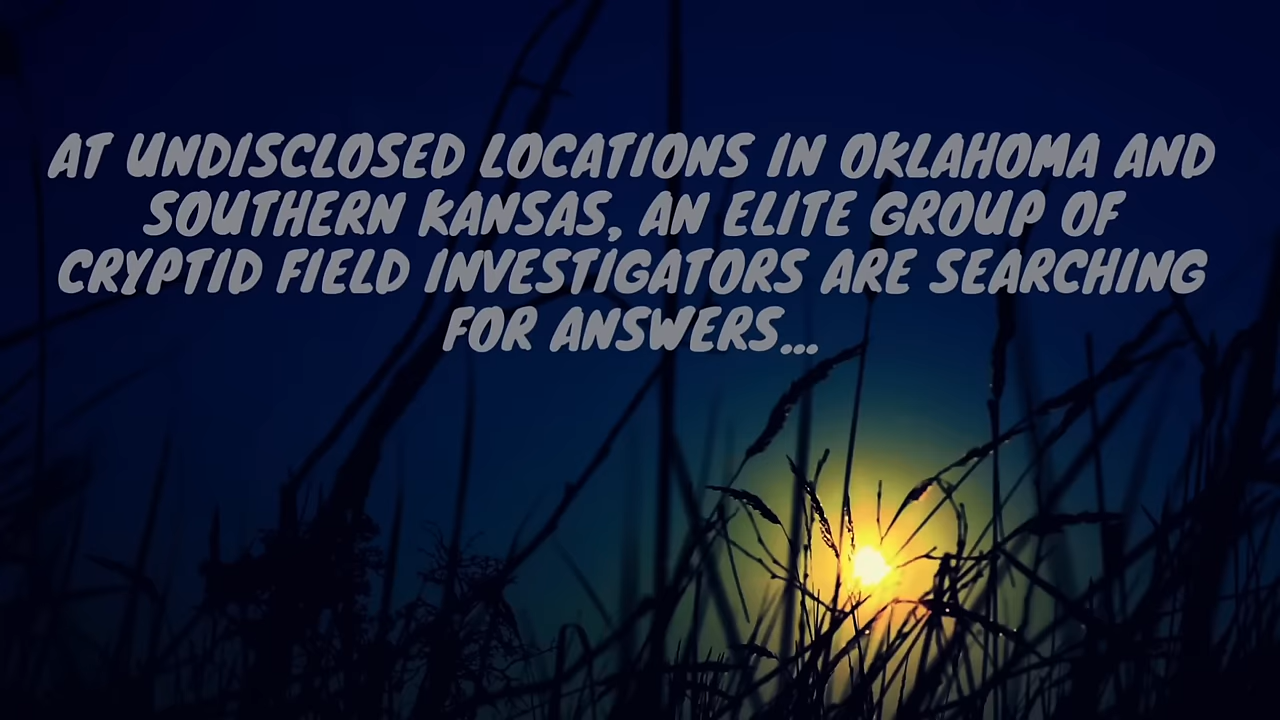 AT UNDISCLOSED LOCATIONS IN OKLAHOMA AND
SOUTHERN KANSAS, AN ELITE GROUP OF
CRYPTID FIELD INVESTIGATORS ARE SEARCHING
FOR ANSWERS...